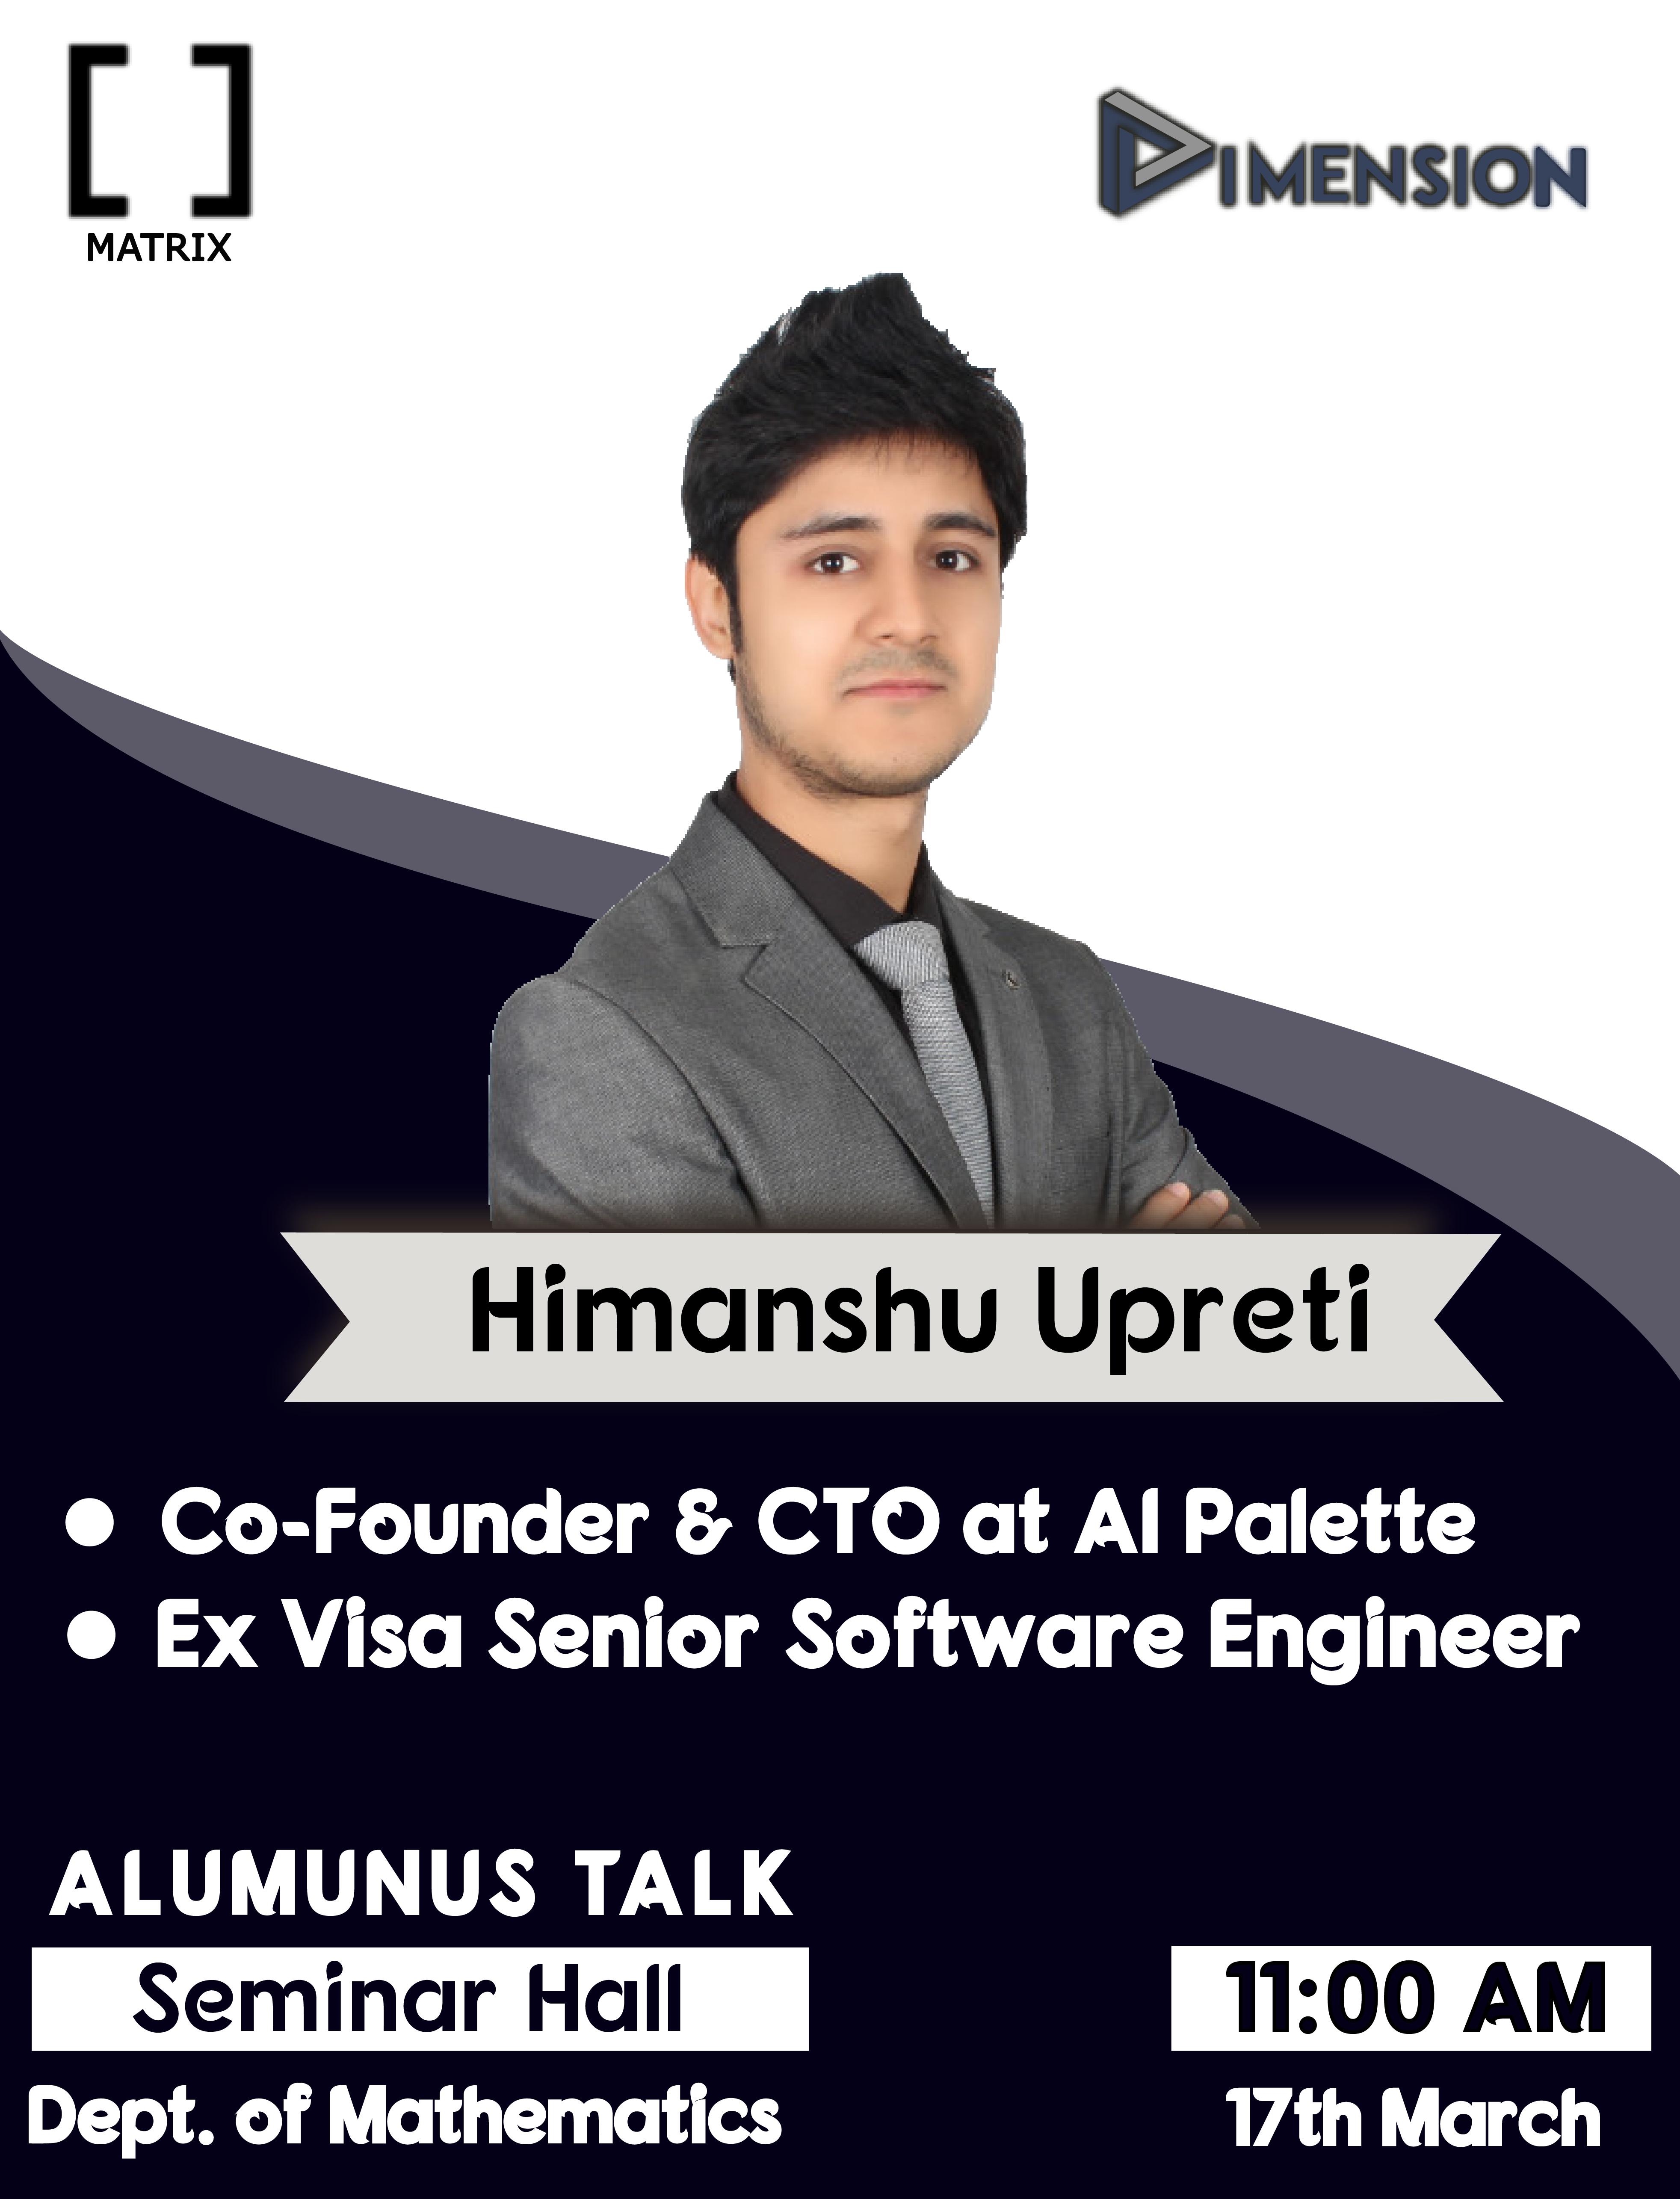 MATRIX
DIMENSION
Himanshu Upreti
Co-Founder & CTO at AI Palette
Ex Visa Senior Software Engineer
ALUMUNUS TALK
Seminar Hall
Dept. of Mathematics
11:00 AM
17th March